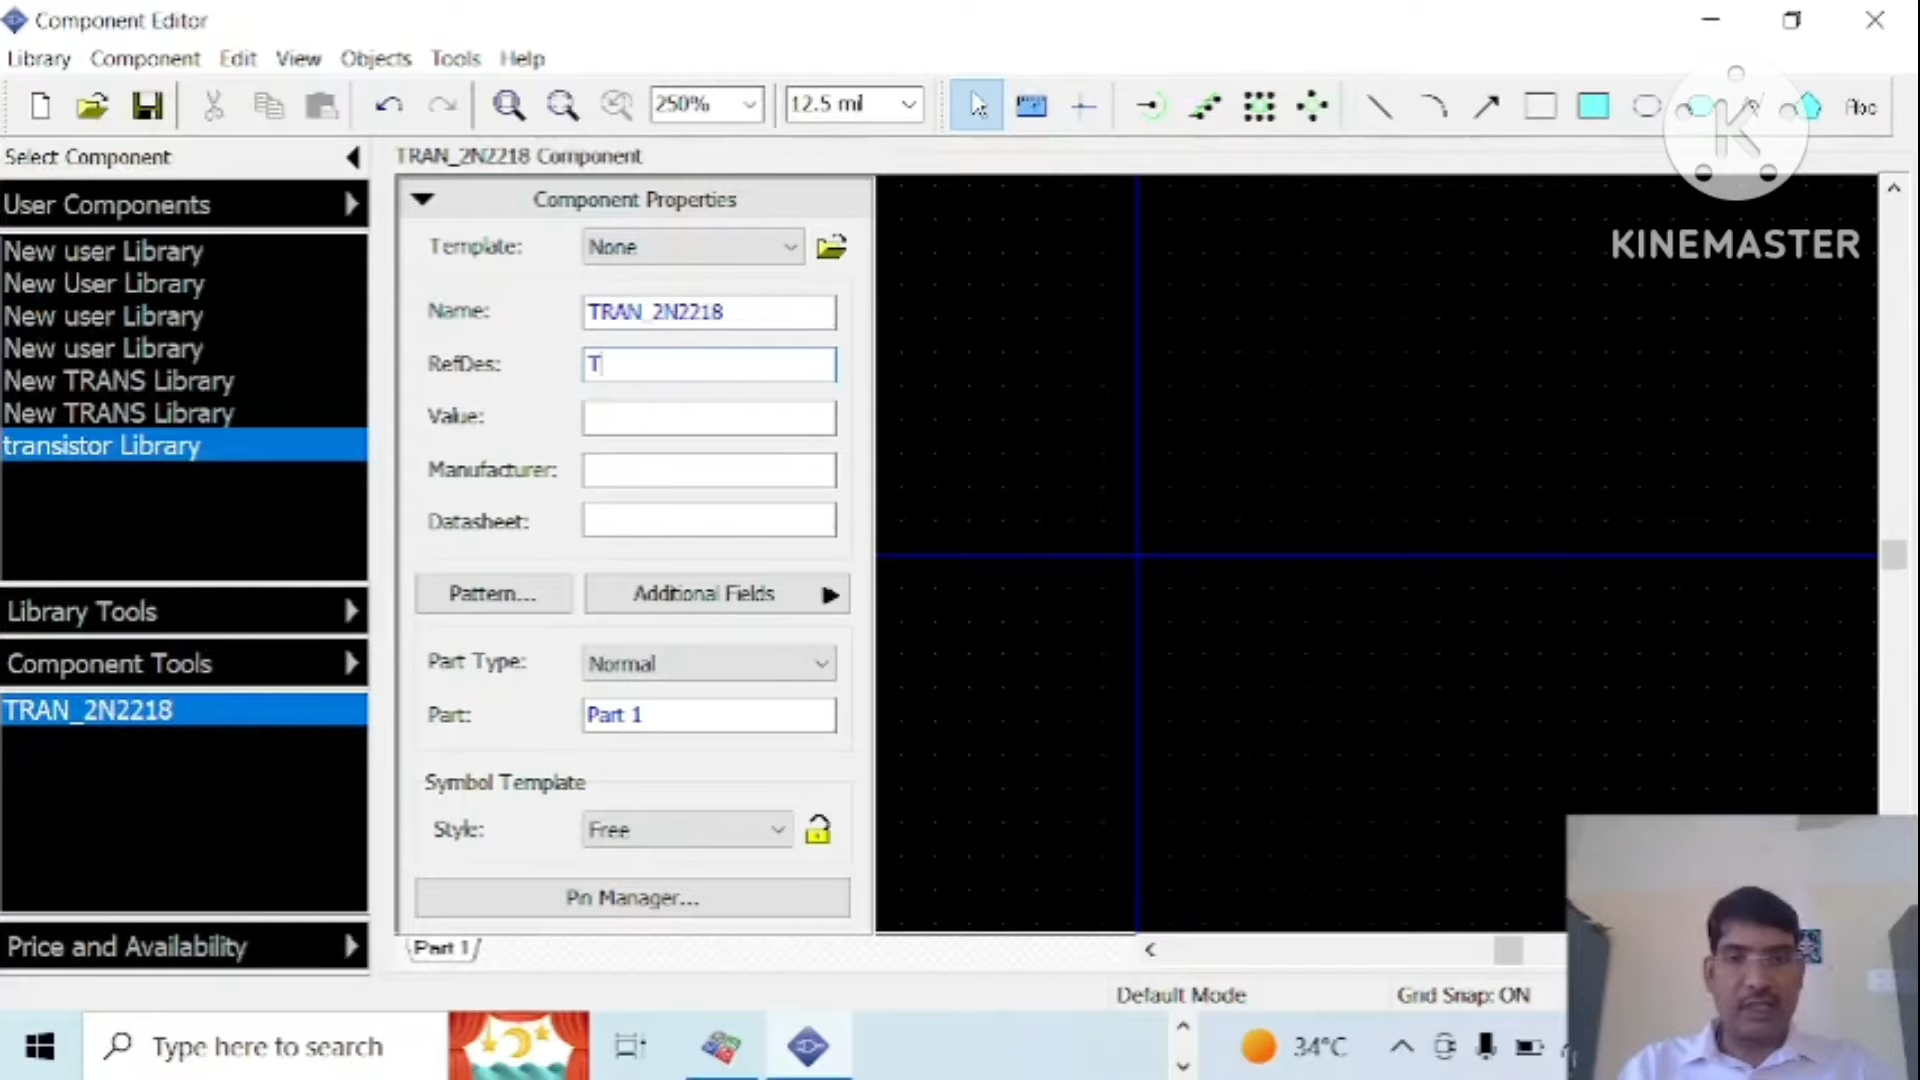 Component Editor
Library Component Edit View Objects Tools Help
250% 12.5 mil Abc
Select Component
User Components
New user Library
New User Library
New user Library
New user Library
New TRANS Library
New TRANS Library
transistor Library
Library Tools
Component Tools
TRAN_2N2218
Price and Availability
TRAN_2N2218 Component
Component Properties
Template: None
Name: TRAN_2N2218
RefDes: T
Value:
Manufacturer:
Datasheet:
Pattern... Additional Fields
Part Type: Normal
Part: Part 1
Symbol Template
Style: Free
Pin Manager...
Part 1
KINEMASTER
Default Mode Grid Snap: ON
Type here to search 34°C